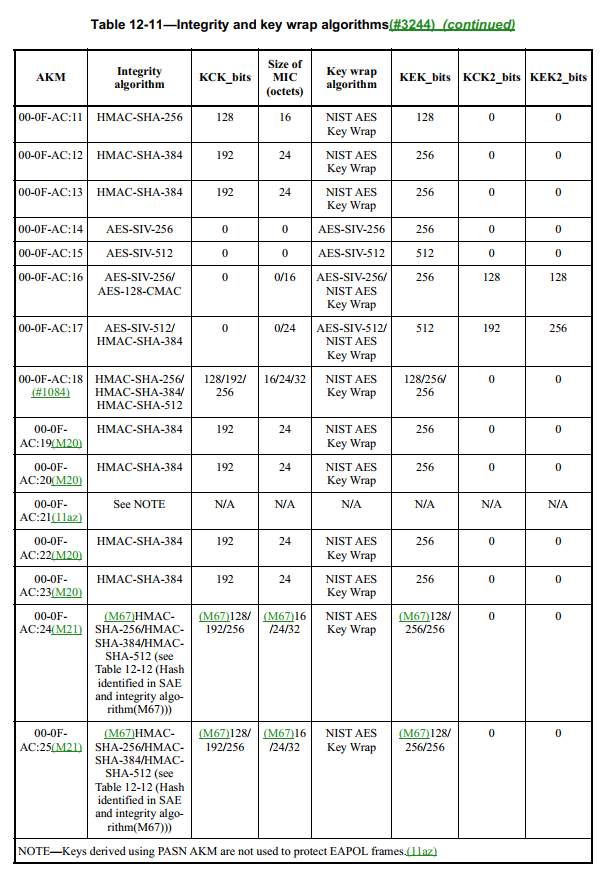 Table 12-11—Integrity and key wrap algorithms(#3244) (continued)
AKM
Integrity
algorithm
KCK_bits
Size of
MIC
(octets)
Key wrap
algorithm
KEK_bits
KCK2_bits
KEK2_bits
00-0F-AC:11
HMAC-SHA-256
128
16
NIST AES
Key Wrap
128
0
0
00-0F-AC:12
HMAC-SHA-384
192
24
NIST AES
Key Wrap
256
0
0
00-0F-AC:13
HMAC-SHA-384
192
24
NIST AES
Key Wrap
256
0
0
00-0F-AC:14
AES-SIV-256
0
0
AES-SIV-256
256
0
0
00-0F-AC:15
AES-SIV-512
0
0
AES-SIV-512
512
0
0
00-0F-AC:16
AES-SIV-256/
AES-128-CMAC
0
0/16
AES-SIV-256/
NIST AES
Key Wrap
256
128
128
00-0F-AC:17
AES-SIV-512/
HMAC-SHA-384
0
0/24
AES-SIV-512/
NIST AES
Key Wrap
512
192
256
00-0F-AC:18
(#1084)
HMAC-SHA-256/
HMAC-SHA-384/
HMAC-SHA-512
128/192/
256
16/24/32
NIST AES
Key Wrap
128/256/
256
0
0
00-0F-
AC:19(M20)
HMAC-SHA-384
192
24
NIST AES
Key Wrap
256
0
0
00-0F-
AC:20(M20)
HMAC-SHA-384
192
24
NIST AES
Key Wrap
256
0
0
00-0F-
AC:21(11az)
See NOTE
N/A
N/A
N/A
N/A
N/A
N/A
00-0F-
AC:22(M20)
HMAC-SHA-384
192
24
NIST AES
Key Wrap
256
0
0
00-0F-
AC:23(M20)
HMAC-SHA-384
192
24
NIST AES
Key Wrap
256
0
0
00-0F-
AC:24(M21)
(M67)HMAC-
SHA-256/HMAC-
SHA-384/HMAC-
SHA-512 (see
Table 12-12 (Hash
identified in SAE
and integrity algo-
rithm(M67)))
(M67)128/
192/256
(M67)16
/24/32
NIST AES
Key Wrap
(M67)128/
256/256
0
0
00-0F-
AC:25(M21)
(M67)HMAC-
SHA-256/HMAC-
SHA-384/HMAC-
SHA-512 (see
Table 12-12 (Hash
identified in SAE
and integrity algo-
rithm(M67)))
(M67)128/
192/256
(M67)16
/24/32
NIST AES
Key Wrap
(M67)128/
256/256
0
0
NOTE—Keys derived using PASN AKM are not used to protect EAPOL frames.(11az)